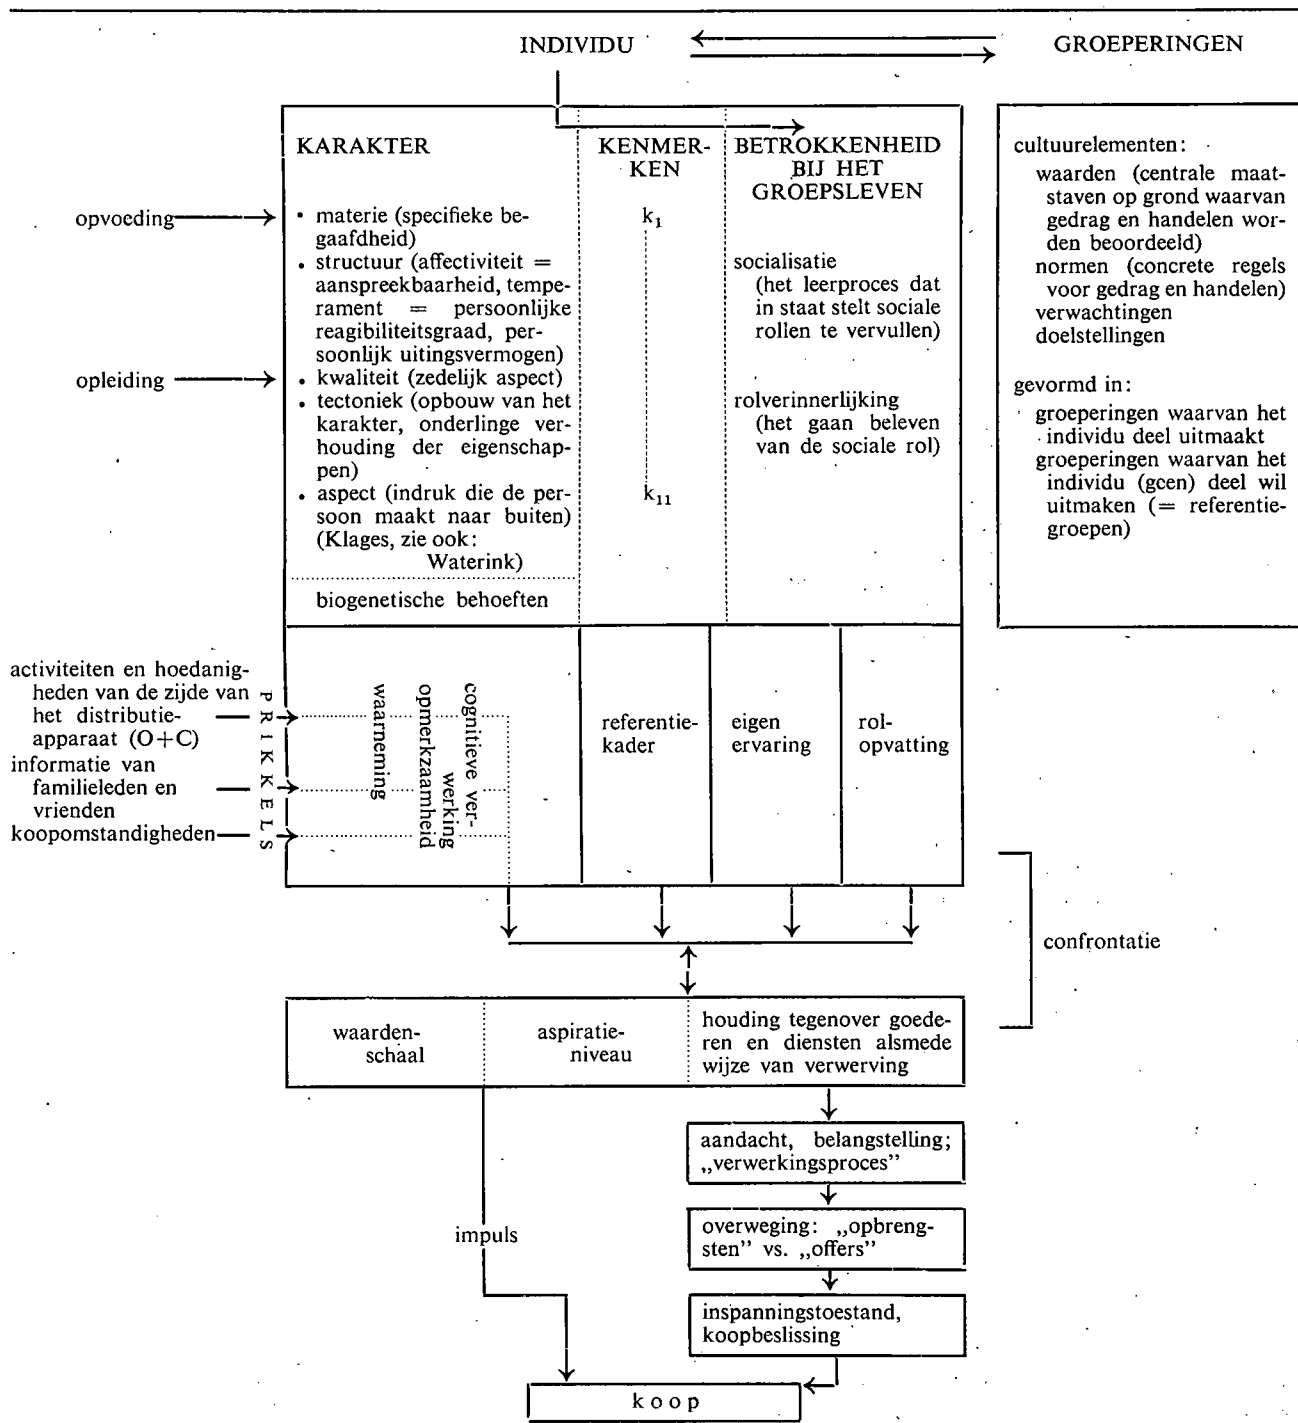 INDIVIDU
GROEPERINGEN
KARAKTER
• materie (specifieke be-
gaafdheid)
• structuur (affectiviteit =
aanspreekbaarheid, tempe-
rament = persoonlijke
reagibiliteitsgraad, per-
soonlijk uitingsvermogen)
• kwaliteit (zedelijk aspect)
• tectoniek (opbouw van het
karakter, onderlinge ver-
houding der eigenschap-
pen)
• aspect (indruk die de per-
soon maakt naar buiten)
(Klages, zie ook:
Waterink)
biogenetische behoeften
opvoeding
opleiding
KENMER-
KEN
k₁
k₁₁
BETROKKENHEID
BIJ HET
GROEPSLEVEN
socialisatie
(het leerproces dat
in staat stelt sociale
rollen te vervullen)
rolverinnerlijking
(het gaan beleven
van de sociale rol)
cultuurelementen:
waarden (centrale maat-
staven op grond waarvan
gedrag en handelen wor-
den beoordeeld)
normen (concrete regels
voor gedrag en handelen)
verwachtingen
doelstellingen
gevormd in:
groeperingen waarvan het
individu deel uitmaakt
groeperingen waarvan het
individu (geen) deel wil
uitmaken (= referentie-
groepen)
activiteiten en hoedanig-
heden van de zijde van
het distributie-
apparaat (O+C)
informatie van
familieleden en
vrienden
koopomstandigheden
PRIKKELS
waarneming
opmerkzaamheid
cognitieve ver-
werking
referentie-
kader
eigen
ervaring
rol-
opvatting
confrontatie
waarden-
schaal
aspiratie-
niveau
houding tegenover goede-
ren en diensten alsmede
wijze van verwerving
aandacht, belangstelling;
„verwerkingsproces”
overweging: „opbreng-
sten” vs. „offers”
impuls
inspanningstoestand,
koopbeslissing
koop